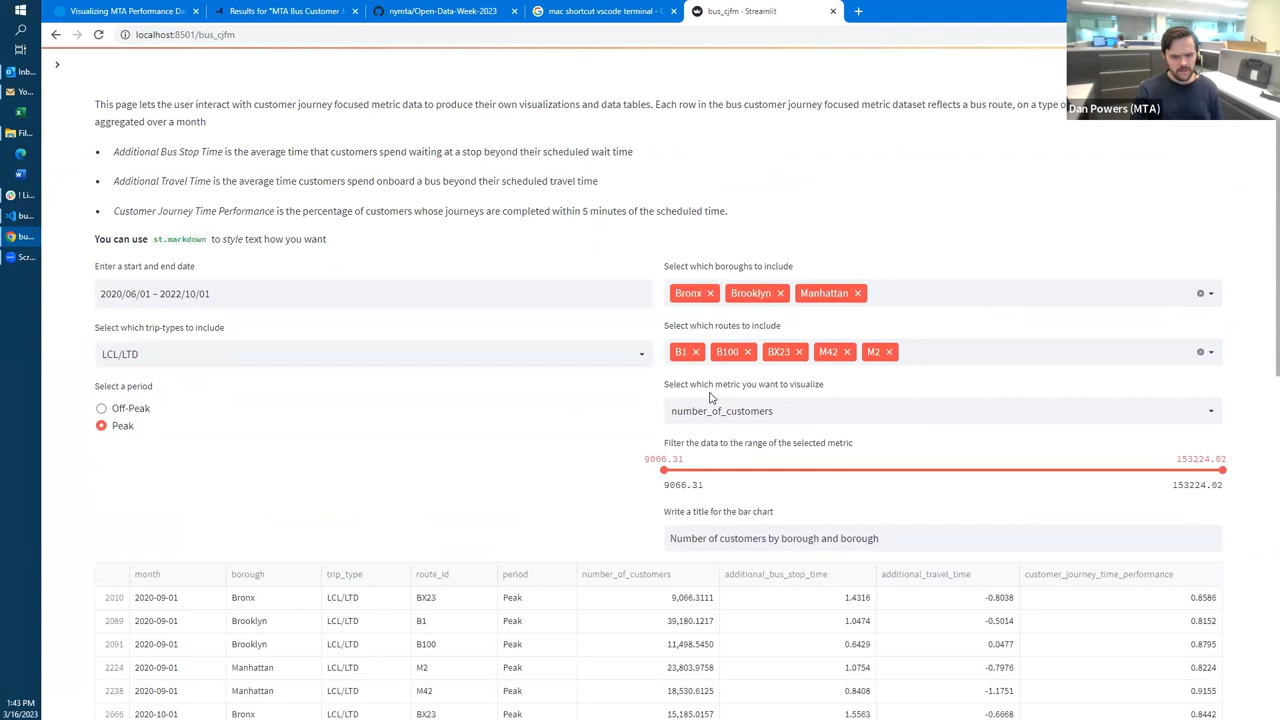 Visualizing MTA Performance Da
Results for "MTA Bus Customer J
nymta/Open-Data-Week-2023
mac shortcut vscode terminal - G
bus_cjfm · Streamlit
localhost:8501/bus_cjfm
Inb...
Yo...
Fil...
! Li...
bu...
bu...
Scr...
1:43 PM
3/16/2023
Dan Powers (MTA)
This page lets the user interact with customer journey focused metric data to produce their own visualizations and data tables. Each row in the bus customer journey focused metric dataset reflects a bus route, on a type o
aggregated over a month
• Additional Bus Stop Time is the average time that customers spend waiting at a stop beyond their scheduled wait time
• Additional Travel Time is the average time customers spend onboard a bus beyond their scheduled travel time
• Customer Journey Time Performance is the percentage of customers whose journeys are completed within 5 minutes of the scheduled time.
You can use st.markdown to style text how you want
Enter a start and end date
2020/06/01 – 2022/10/01
Select which trip-types to include
LCL/LTD
Select a period
Off-Peak
Peak
Select which boroughs to include
Bronx Brooklyn Manhattan
Select which routes to include
B1 B100 BX23 M42 M2
Select which metric you want to visualize
number_of_customers
Filter the data to the range of the selected metric
9066.31 153224.02
9066.31 153224.02
Write a title for the bar chart
Number of customers by borough and borough
month borough trip_type route_id period number_of_customers additional_bus_stop_time additional_travel_time customer_journey_time_performance
2010 2020-09-01 Bronx LCL/LTD BX23 Peak 9,066.3111 1.4316 -0.8038 0.8586
2089 2020-09-01 Brooklyn LCL/LTD B1 Peak 39,180.1217 1.0474 -0.5014 0.8152
2091 2020-09-01 Brooklyn LCL/LTD B100 Peak 11,498.5450 0.6429 0.0477 0.8795
2224 2020-09-01 Manhattan LCL/LTD M2 Peak 23,803.9758 1.0754 -0.7976 0.8224
2238 2020-09-01 Manhattan LCL/LTD M42 Peak 18,530.6125 0.8408 -1.1751 0.9155
2666 2020-10-01 Bronx LCL/LTD BX23 Peak 15,185.0157 1.5563 -0.6668 0.8442